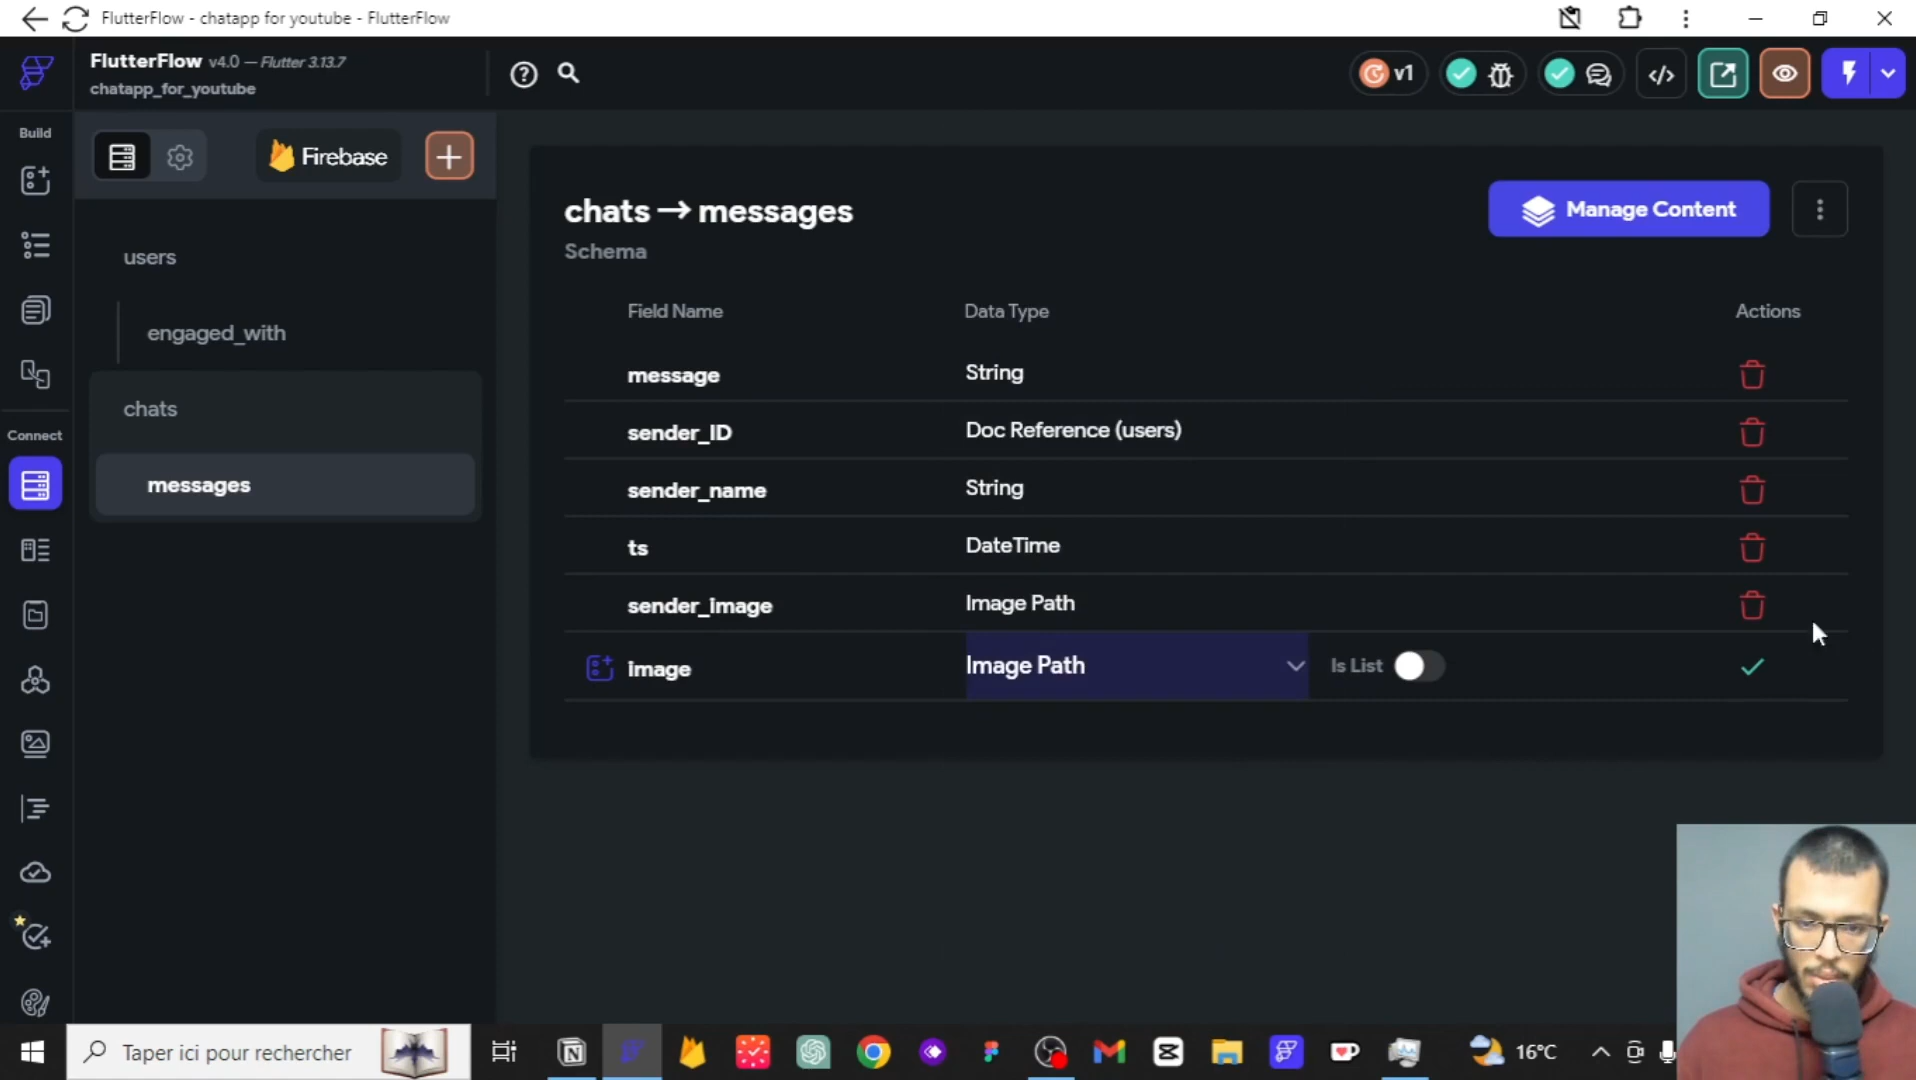 FlutterFlow - chatapp for youtube - FlutterFlow
FlutterFlow v4.0 — Flutter 3.13.7
chatapp_for_youtube
v1
Build
Firebase
users
engaged_with
chats
messages
Connect
chats → messages
Schema
Manage Content
Field Name Data Type Actions
message String
sender_ID Doc Reference (users)
sender_name String
ts DateTime
sender_image Image Path
image Image Path Is List
Taper ici pour rechercher
16°C